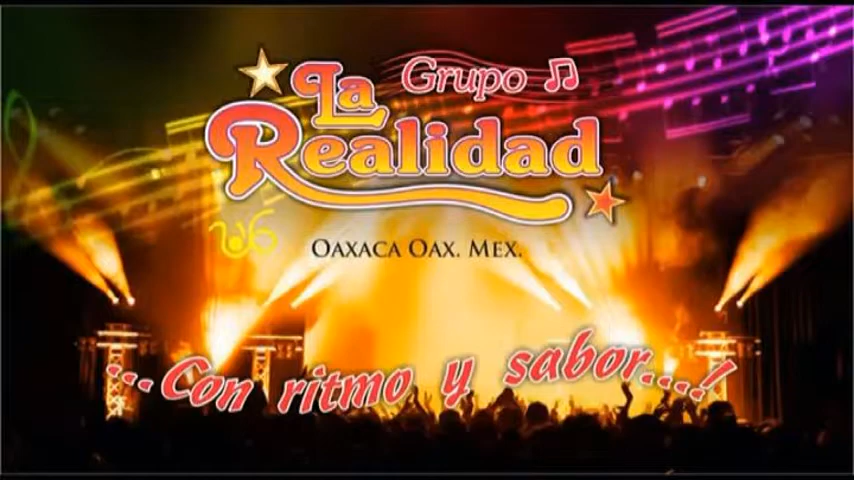 Grupo
La
Realidad
OAXACA OAX. MEX.
...Con ritmo y sabor....!